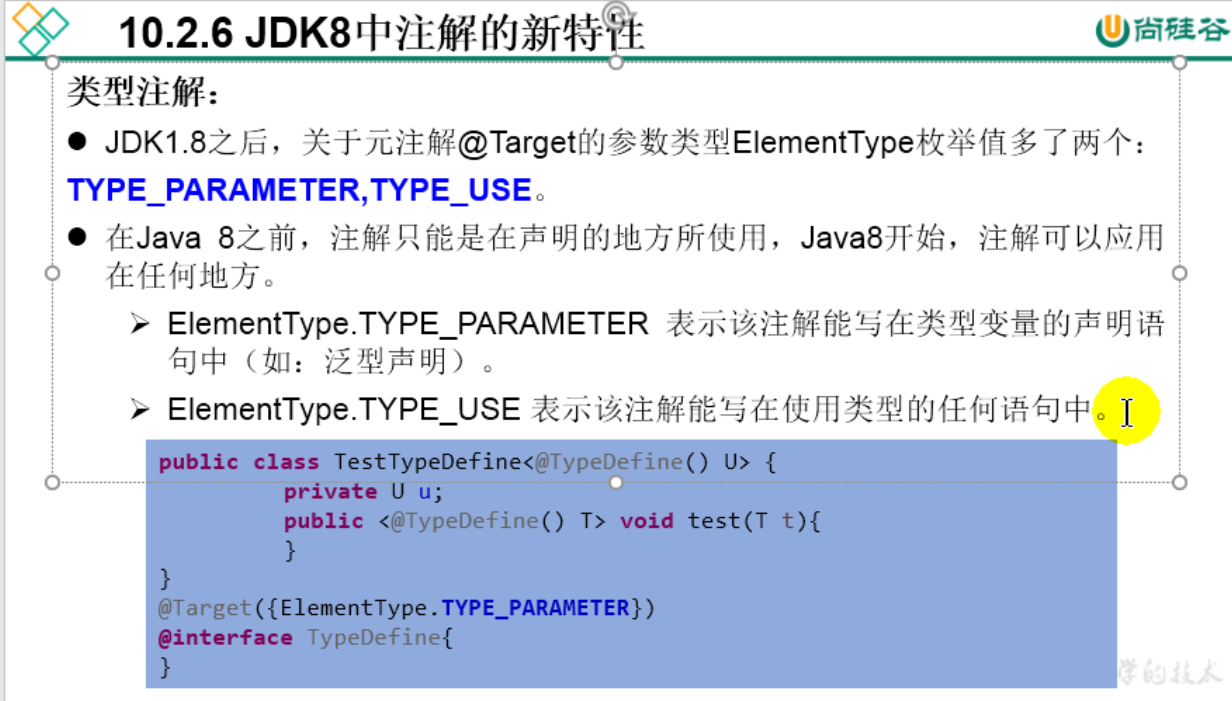 10.2.6 JDK8中注解的新特性
尚硅谷
类型注解：
● JDK1.8之后，关于元注解@Target的参数类型ElementType枚举值多了两个：
TYPE_PARAMETER,TYPE_USE。
● 在Java 8之前，注解只能是在声明的地方所使用，Java8开始，注解可以应用
在任何地方。
➢ ElementType.TYPE_PARAMETER 表示该注解能写在类型变量的声明语
句中（如：泛型声明）。
➢ ElementType.TYPE_USE 表示该注解能写在使用类型的任何语句中。
public class TestTypeDefine<@TypeDefine() U> {
private U u;
public <@TypeDefine() T> void test(T t){
}
}
@Target({ElementType.TYPE_PARAMETER})
@interface TypeDefine{
}
学的技术